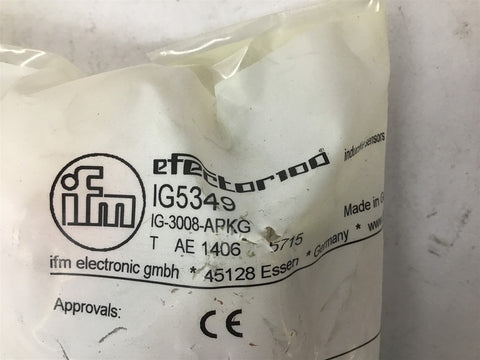 ifm
efector100®
inductive sensors
IG5349
IG-3008-APKG
Made in G
T AE 1406 5715
ifm electronic gmbh * 45128 Essen * Germany * www.
Approvals: CE